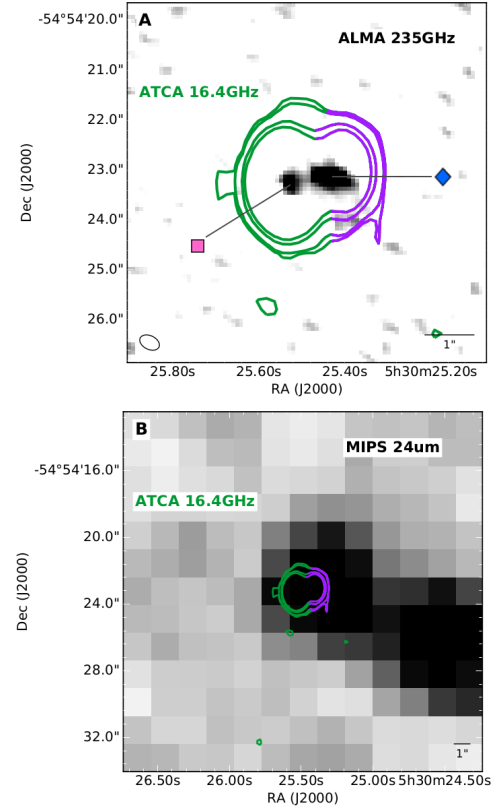 -54°54'20.0"
A
ALMA 235GHz
21.0"
ATCA 16.4GHz
22.0"
23.0"
24.0"
25.0"
26.0"
Dec (J2000)
1"
25.80s 25.60s 25.40s 5h30m25.20s
RA (J2000)
B
MIPS 24um
-54°54'16.0"
ATCA 16.4GHz
20.0"
24.0"
28.0"
32.0"
Dec (J2000)
1"
26.50s 26.00s 25.50s 25.00s 5h30m24.50s
RA (J2000)